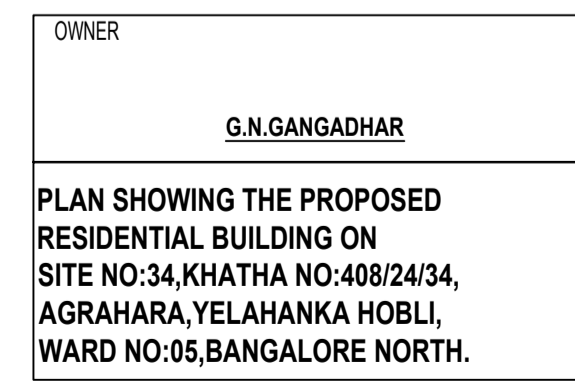 OWNER
G.N.GANGADHAR
PLAN SHOWING THE PROPOSED
RESIDENTIAL BUILDING ON
SITE NO:34,KHATHA NO:408/24/34,
AGRAHARA,YELAHANKA HOBLI,
WARD NO:05,BANGALORE NORTH.